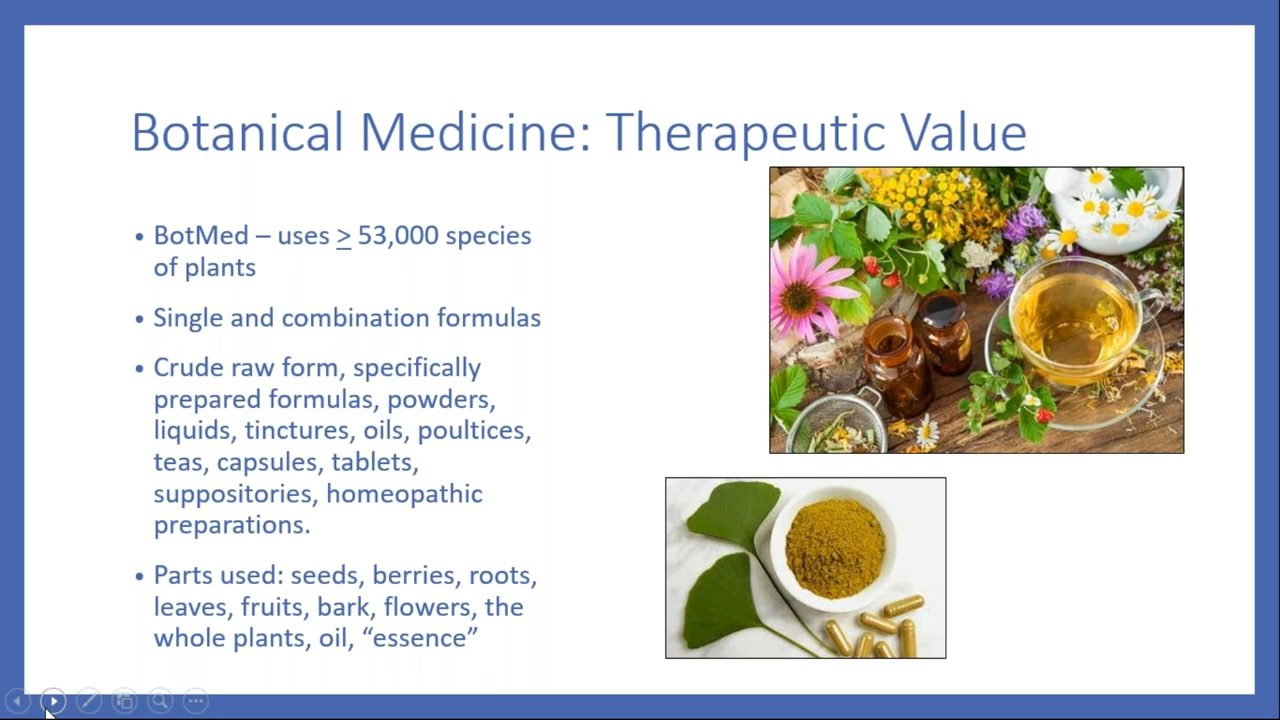 Botanical Medicine: Therapeutic Value
• BotMed – uses ≥ 53,000 species
of plants
• Single and combination formulas
• Crude raw form, specifically
prepared formulas, powders,
liquids, tinctures, oils, poultices,
teas, capsules, tablets,
suppositories, homeopathic
preparations.
• Parts used: seeds, berries, roots,
leaves, fruits, bark, flowers, the
whole plants, oil, “essence”